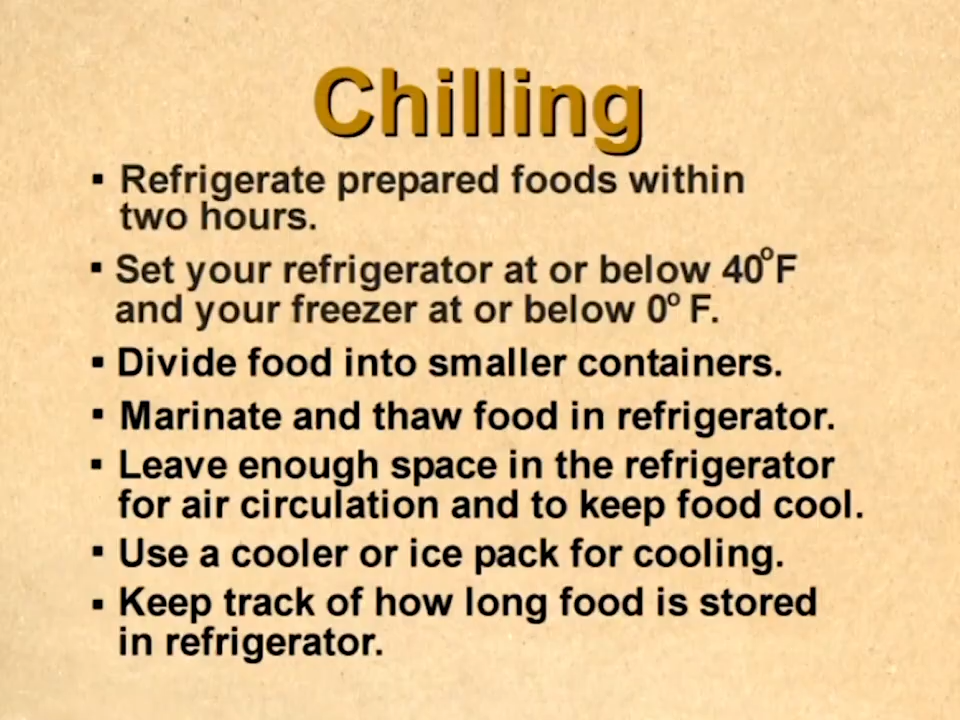 Chilling
▪ Refrigerate prepared foods within
two hours.
▪ Set your refrigerator at or below 40°F
and your freezer at or below 0° F.
▪ Divide food into smaller containers.
▪ Marinate and thaw food in refrigerator.
▪ Leave enough space in the refrigerator
for air circulation and to keep food cool.
▪ Use a cooler or ice pack for cooling.
▪ Keep track of how long food is stored
in refrigerator.